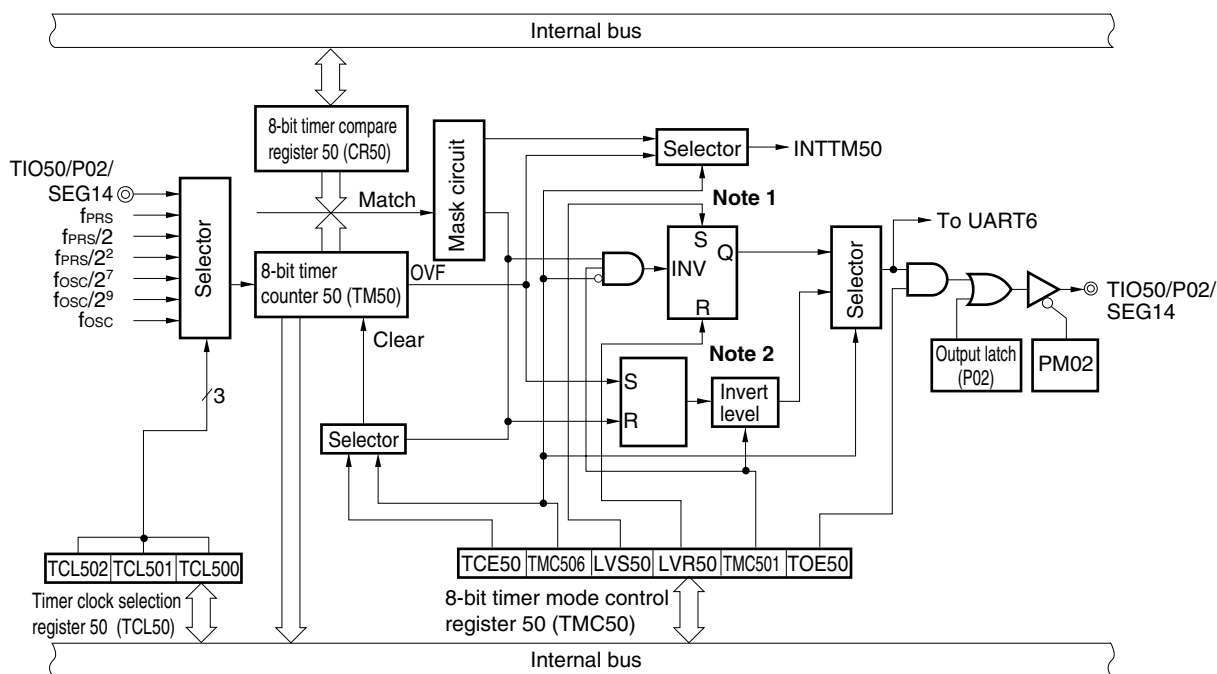 Internal bus
8-bit timer compare
register 50 (CR50)
Mask circuit
Selector
INTTM50
TIO50/P02/
SEG14
fPRS
fPRS/2
fPRS/2²
fOSC/2⁷
fOSC/2⁹
fOSC
Selector
Match
8-bit timer
counter 50 (TM50)
OVF
Clear
Note 1
S
INV
Q
R
Selector
To UART6
TIO50/P02/
SEG14
Output latch
(P02)
PM02
Note 2
S
R
Invert
level
3
Selector
TCL502
TCL501
TCL500
Timer clock selection
register 50 (TCL50)
TCE50
TMC506
LVS50
LVR50
TMC501
TOE50
8-bit timer mode control
register 50 (TMC50)
Internal bus